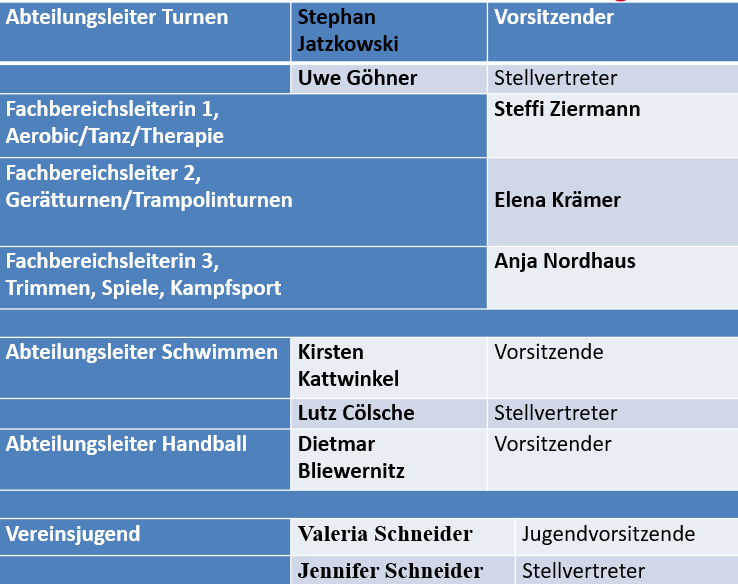 Abteilungsleiter Turnen Stephan Jatzkowski Vorsitzender
Uwe Göhner Stellvertreter
Fachbereichsleiterin 1, Steffi Ziermann
Aerobic/Tanz/Therapie
Fachbereichsleiter 2,
Gerätturnen/Trampolinturnen Elena Krämer
Fachbereichsleiterin 3, Anja Nordhaus
Trimmen, Spiele, Kampfsport
Abteilungsleiter Schwimmen Kirsten Kattwinkel Vorsitzende
Lutz Cölsche Stellvertreter
Abteilungsleiter Handball Dietmar Bliewernitz Vorsitzender
Vereinsjugend Valeria Schneider Jugendvorsitzende
Jennifer Schneider Stellvertreter